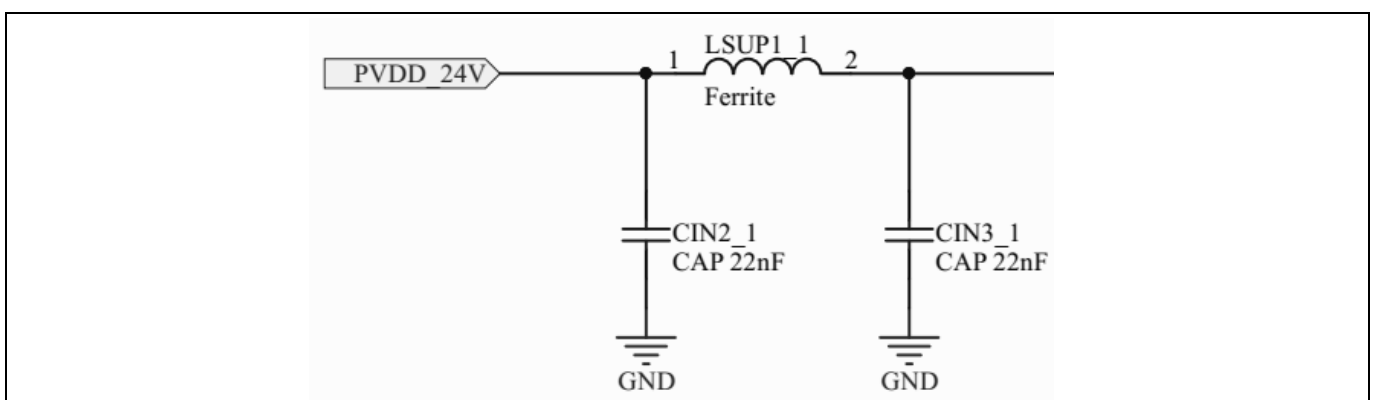 LSUP1_1
PVDD_24V 1 2
Ferrite
CIN2_1 CIN3_1
CAP 22nF CAP 22nF
GND GND